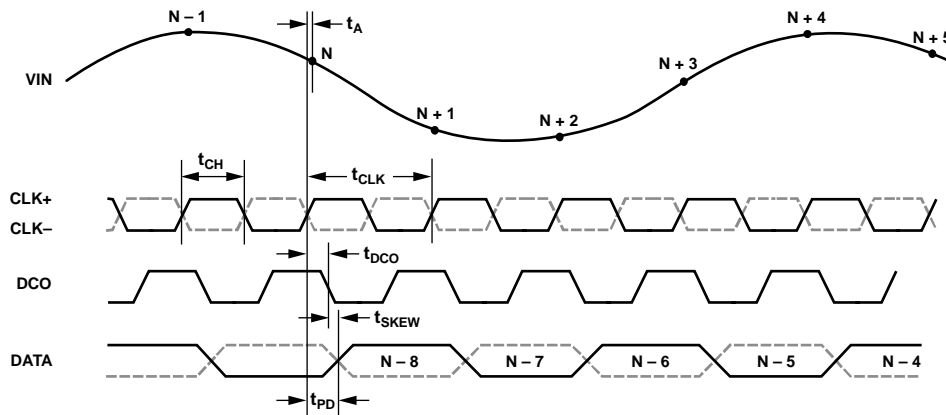 N – 1
t_A
N
N + 4
N + 5
VIN
N + 3
N + 1
N + 2
t_CH
t_CLK
CLK+
CLK–
t_DCO
DCO
t_SKEW
DATA
N – 8
N – 7
N – 6
N – 5
N – 4
t_PD